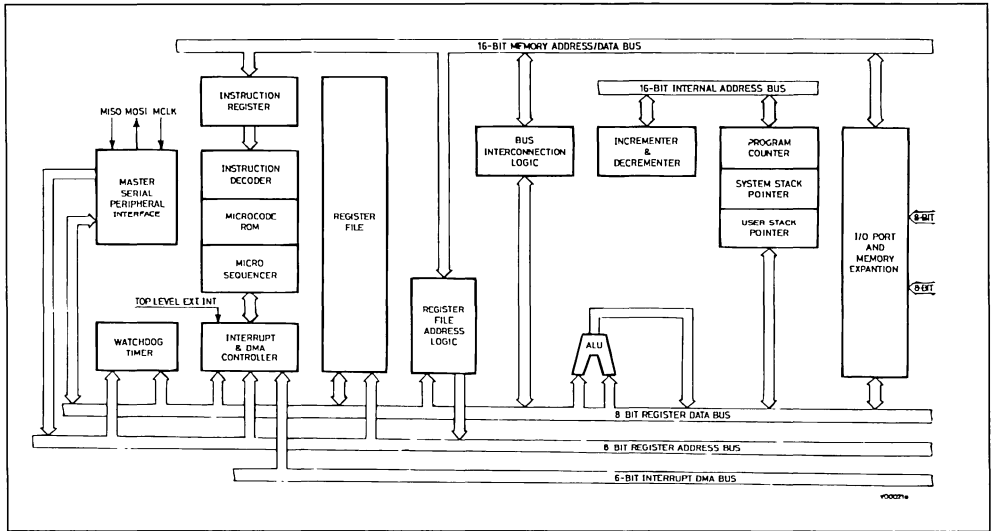 16-BIT MEMORY ADDRESS/DATA BUS
INSTRUCTION
REGISTER
16-BIT INTERNAL ADDRESS BUS
MISO MOSI MCLK
MASTER
SERIAL
PERIPHERAL
INTERFACE
INSTRUCTION
DECODER
MICROCODE
ROM
MICRO
SEQUENCER
REGISTER
FILE
BUS
INTERCONNECTION
LOGIC
INCREMENTER
&
DECREMENTER
PROGRAM
COUNTER
SYSTEM STACK
POINTER
USER STACK
POINTER
I/O PORT
AND
MEMORY
EXPANTION
8-BIT
8-BIT
TOP LEVEL EXT INT
WATCHDOG
TIMER
INTERRUPT
& DMA
CONTROLLER
REGISTER
FILE
ADDRESS
LOGIC
ALU
8 BIT REGISTER DATA BUS
8 BIT REGISTER ADDRESS BUS
6-BIT INTERRUPT DMA BUS